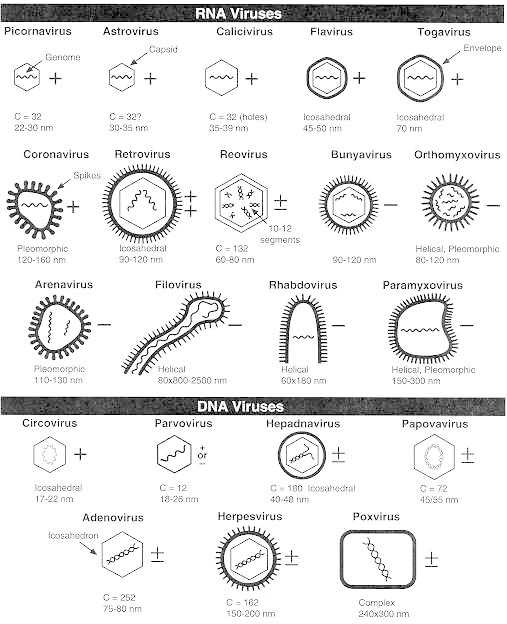 RNA Viruses
Picornavirus Astrovirus Calicivirus Flavirus Togavirus
Genome Capsid Envelope
+ + + + +
C = 32 C = 32? C = 32 (holes) Icosahedral Icosahedral
22-30 nm 30-35 nm 35-39 nm 45-50 nm 70 nm
Coronavirus Retrovirus Reovirus Bunyavirus Orthomyxovirus
Spikes
+ + + ± − −
10-12
segments
Pleomorphic Icosahedral C = 132 Helical, Pleomorphic
120-160 nm 90-120 nm 60-80 nm 90-120 nm 80-120 nm
Arenavirus Filovirus Rhabdovirus Paramyxovirus
− − − −
Pleomorphic Helical Helical Helical, Pleomorphic
110-130 nm 80x800-2500 nm 60x180 nm 150-300 nm
DNA Viruses
Circovirus Parvovirus Hepadnavirus Papovavirus
+ + or − ± ±
Icosahedral C = 12 C = 180 Icosahedral C = 72
17-22 nm 18-26 nm 40-48 nm 45/55 nm
Adenovirus Herpesvirus Poxvirus
Icosahedron
± ± ±
C = 252 C = 162 Complex
75-80 nm 150-200 nm 240x300 nm